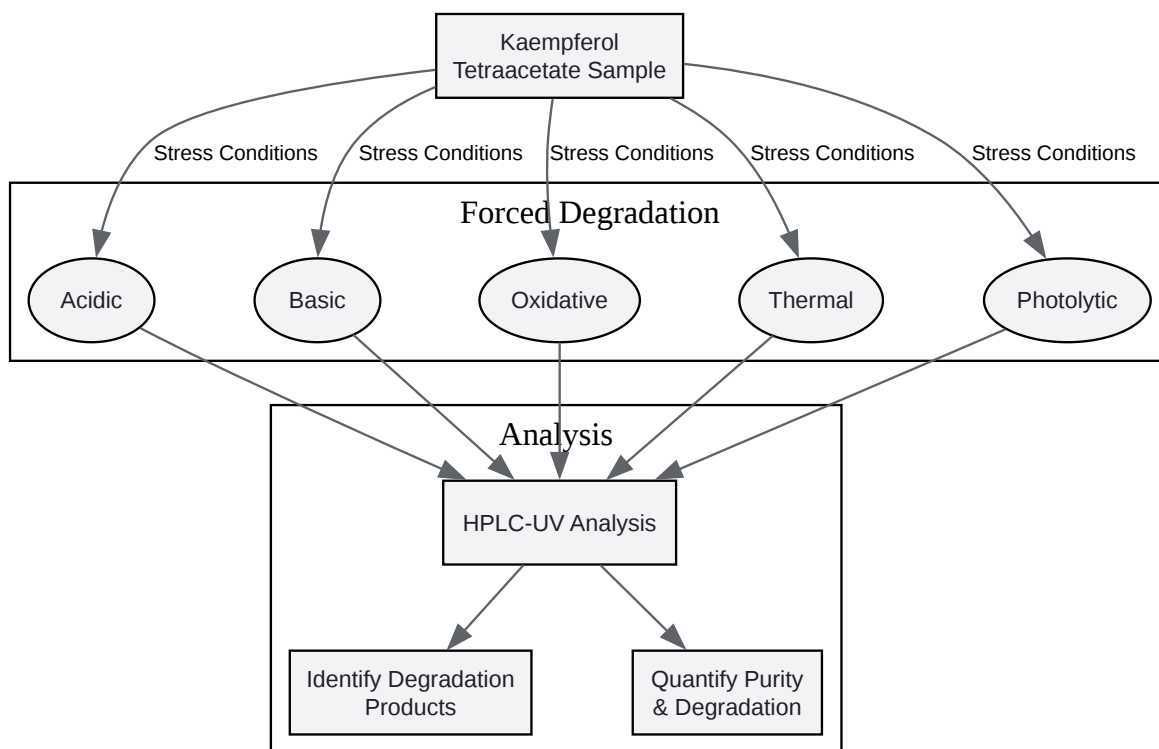 Kaempferol
Tetraacetate Sample
Stress Conditions
Stress Conditions
Stress Conditions
Stress Conditions
Stress Conditions
Forced Degradation
Acidic
Basic
Oxidative
Thermal
Photolytic
Analysis
HPLC-UV Analysis
Identify Degradation
Products
Quantify Purity
& Degradation